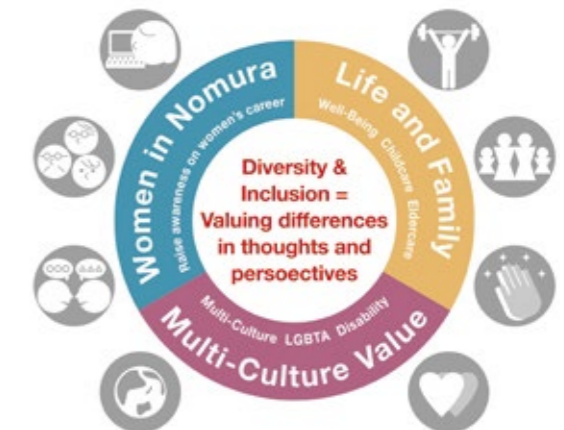 Women in Nomura
Raise awareness on women's career
Life and Family
Well-Being Childcare Eldercare
Diversity &
Inclusion =
Valuing differences
in thoughts and
persoectives
Multi-Culture LGBTA Disability
Multi-Culture Value